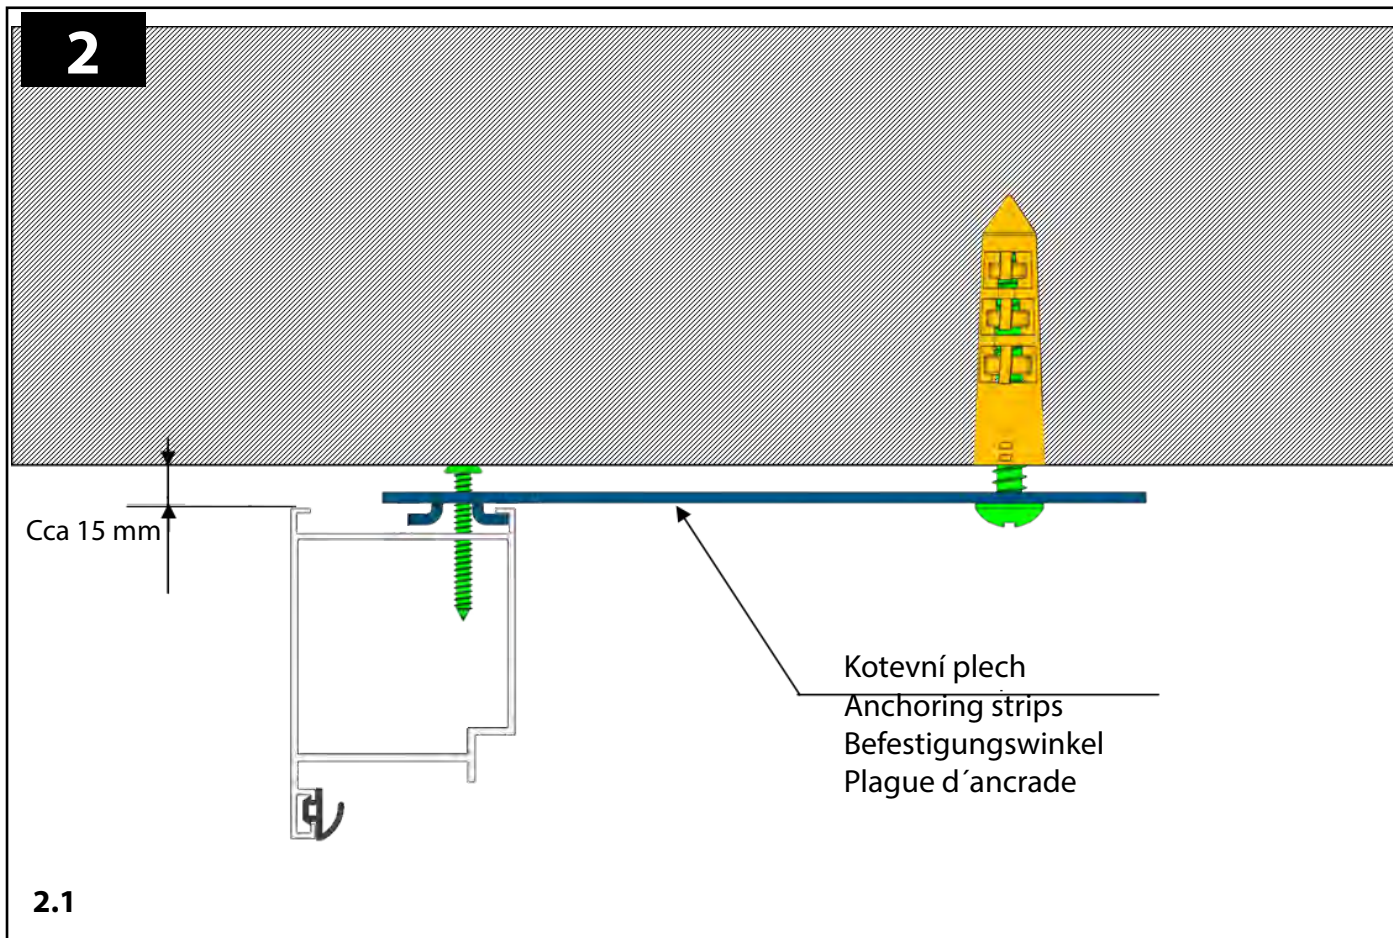 2
Cca 15 mm
Kotevní plech
Anchoring strips
Befestigungswinkel
Plague d´ancrade
2.1